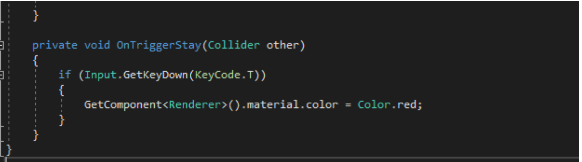 }
private void OnTriggerStay(Collider other)
{
if (Input.GetKeyDown(KeyCode.T))
{
GetComponent<Renderer>().material.color = Color.red;
}
}
}